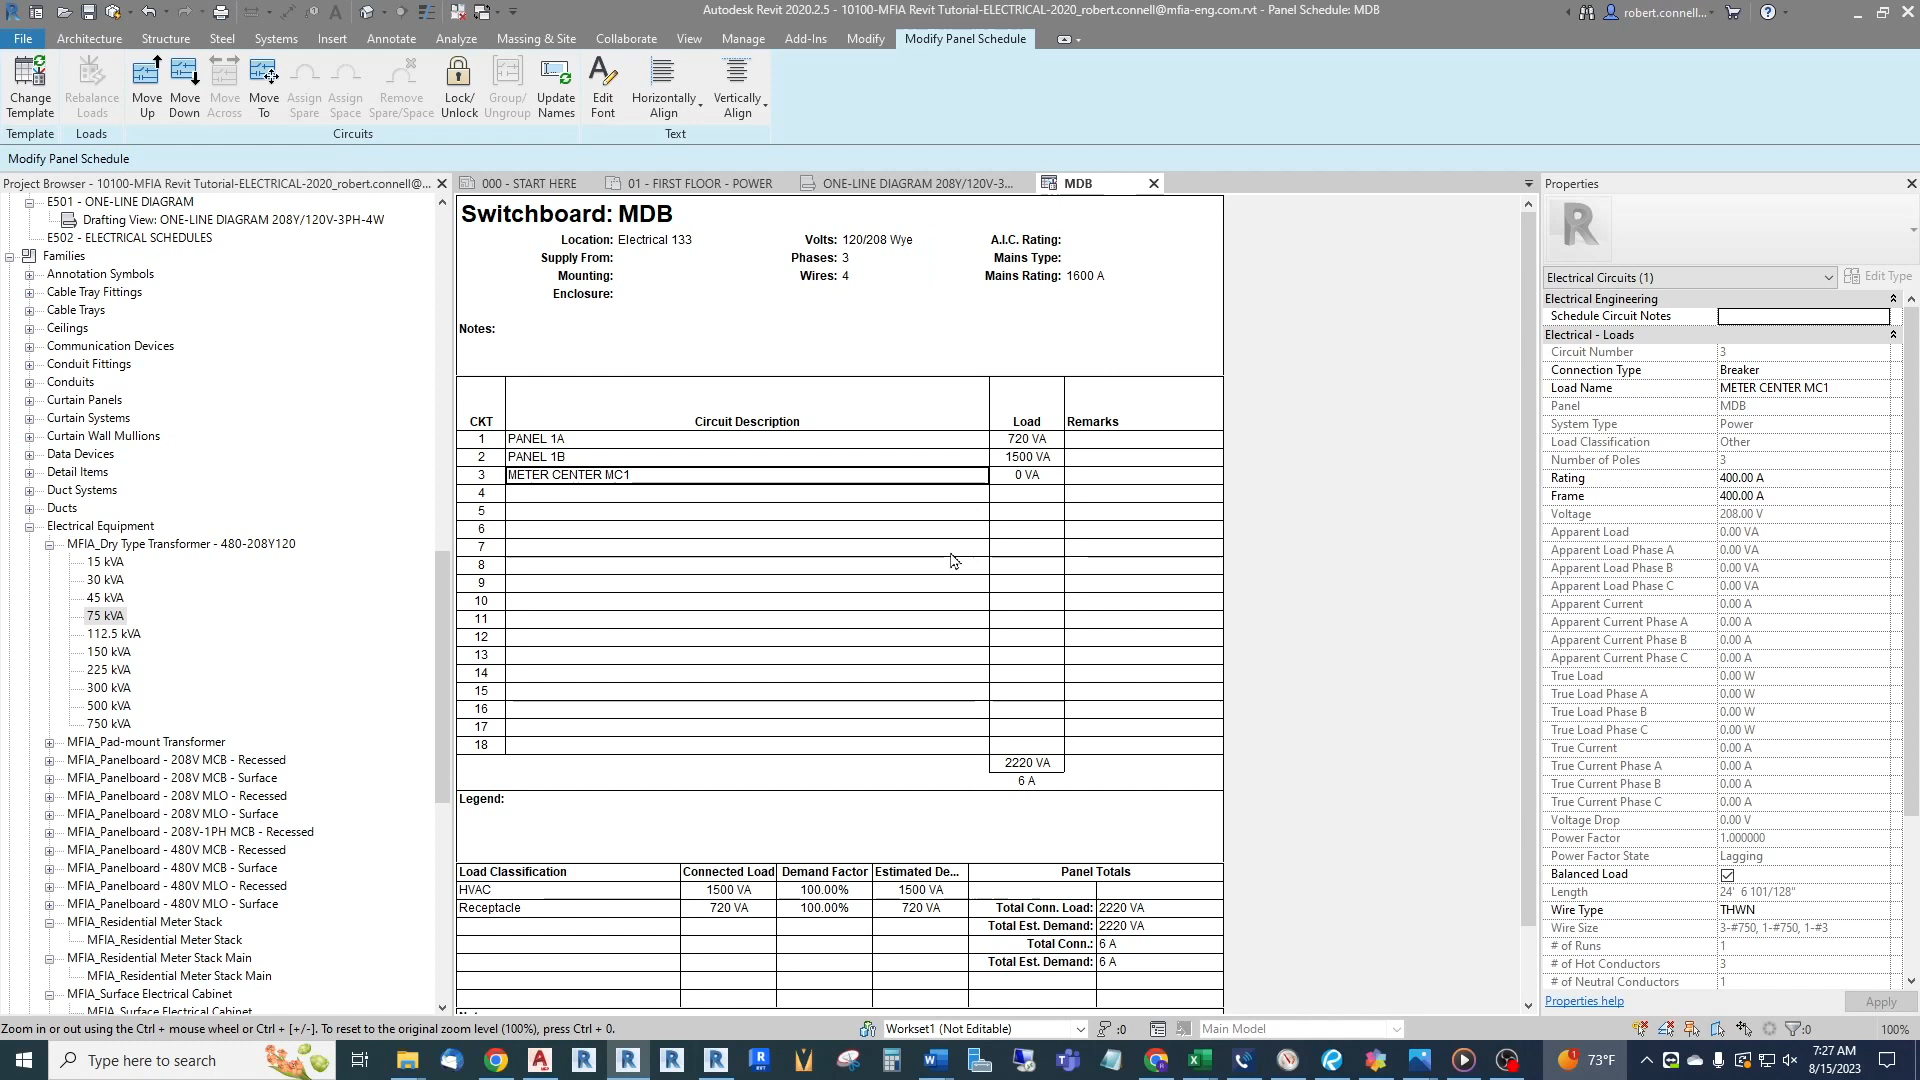 Autodesk Revit 2020.2.5 - 10100-MFIA Revit Tutorial-ELECTRICAL-2020_robert.connell@mfia-eng.com.rvt - Panel Schedule: MDB
robert.connell...
File Architecture Structure Steel Systems Insert Annotate Analyze Massing & Site Collaborate View Manage Add-Ins Modify Modify Panel Schedule
Change Template
Rebalance Loads
Move Up
Move Down
Move Across
Move To
Assign Spare
Assign Space
Remove Spare/Space
Lock/ Unlock
Group/ Ungroup
Update Names
Edit Font
Horizontally Align
Vertically Align
Template Loads Circuits Text
Modify Panel Schedule
Project Browser - 10100-MFIA Revit Tutorial-ELECTRICAL-2020_robert.connell@...
E501 - ONE-LINE DIAGRAM
Drafting View: ONE-LINE DIAGRAM 208Y/120V-3PH-4W
E502 - ELECTRICAL SCHEDULES
Families
Annotation Symbols
Cable Tray Fittings
Cable Trays
Ceilings
Communication Devices
Conduit Fittings
Conduits
Curtain Panels
Curtain Systems
Curtain Wall Mullions
Data Devices
Detail Items
Duct Systems
Ducts
Electrical Equipment
MFIA_Dry Type Transformer - 480-208Y120
15 kVA
30 kVA
45 kVA
75 kVA
112.5 kVA
150 kVA
225 kVA
300 kVA
500 kVA
750 kVA
MFIA_Pad-mount Transformer
MFIA_Panelboard - 208V MCB - Recessed
MFIA_Panelboard - 208V MCB - Surface
MFIA_Panelboard - 208V MLO - Recessed
MFIA_Panelboard - 208V MLO - Surface
MFIA_Panelboard - 208V-1PH MCB - Recessed
MFIA_Panelboard - 480V MCB - Recessed
MFIA_Panelboard - 480V MCB - Surface
MFIA_Panelboard - 480V MLO - Recessed
MFIA_Panelboard - 480V MLO - Surface
MFIA_Residential Meter Stack
MFIA_Residential Meter Stack
MFIA_Residential Meter Stack Main
MFIA_Residential Meter Stack Main
MFIA_Surface Electrical Cabinet
MFIA_Surface Electrical Cabinet
000 - START HERE
01 - FIRST FLOOR - POWER
ONE-LINE DIAGRAM 208Y/120V-3...
MDB
Switchboard: MDB
Location: Electrical 133 Volts: 120/208 Wye A.I.C. Rating:
Supply From: Phases: 3 Mains Type:
Mounting: Wires: 4 Mains Rating: 1600 A
Enclosure:
Notes:
CKT Circuit Description Load Remarks
1 PANEL 1A 720 VA
2 PANEL 1B 1500 VA
3 METER CENTER MC1 0 VA
4
5
6
7
8
9
10
11
12
13
14
15
16
17
18
2220 VA
6 A
Legend:
Load Classification Connected Load Demand Factor Estimated De... Panel Totals
HVAC 1500 VA 100.00% 1500 VA
Receptacle 720 VA 100.00% 720 VA Total Conn. Load: 2220 VA
Total Est. Demand: 2220 VA
Total Conn.: 6 A
Total Est. Demand: 6 A
Properties
Electrical Circuits (1) Edit Type
Electrical Engineering
Schedule Circuit Notes
Electrical - Loads
Circuit Number 3
Connection Type Breaker
Load Name METER CENTER MC1
Panel MDB
System Type Power
Load Classification Other
Number of Poles 3
Rating 400.00 A
Frame 400.00 A
Voltage 208.00 V
Apparent Load 0.00 VA
Apparent Load Phase A 0.00 VA
Apparent Load Phase B 0.00 VA
Apparent Load Phase C 0.00 VA
Apparent Current 0.00 A
Apparent Current Phase A 0.00 A
Apparent Current Phase B 0.00 A
Apparent Current Phase C 0.00 A
True Load 0.00 W
True Load Phase A 0.00 W
True Load Phase B 0.00 W
True Load Phase C 0.00 W
True Current 0.00 A
True Current Phase A 0.00 A
True Current Phase B 0.00 A
True Current Phase C 0.00 A
Voltage Drop 0.00 V
Power Factor 1.000000
Power Factor State Lagging
Balanced Load
Length 24' 6 101/128"
Wire Type THWN
Wire Size 3-#750, 1-#750, 1-#3
# of Runs 1
# of Hot Conductors 3
# of Neutral Conductors 1
Properties help Apply
Zoom in or out using the Ctrl + mouse wheel or Ctrl + [+/-]. To reset to the original zoom level (100%), press Ctrl + 0.
Workset1 (Not Editable) :0 Main Model :0 100%
Type here to search
73°F
7:27 AM
8/15/2023